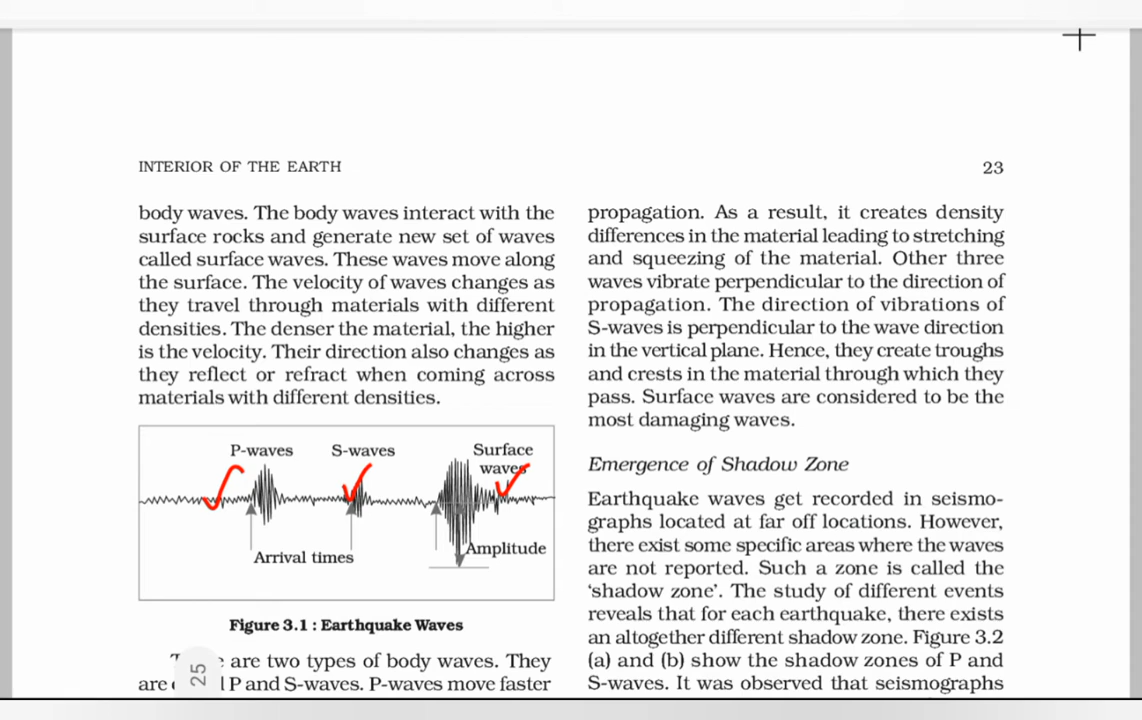 INTERIOR OF THE EARTH
23
body waves. The body waves interact with the
surface rocks and generate new set of waves
called surface waves. These waves move along
the surface. The velocity of waves changes as
they travel through materials with different
densities. The denser the material, the higher
is the velocity. Their direction also changes as
they reflect or refract when coming across
materials with different densities.
P-waves
S-waves
Surface
waves
Arrival times
Amplitude
Figure 3.1 : Earthquake Waves
are two types of body waves. They
are P and S-waves. P-waves move faster
25
propagation. As a result, it creates density
differences in the material leading to stretching
and squeezing of the material. Other three
waves vibrate perpendicular to the direction of
propagation. The direction of vibrations of
S-waves is perpendicular to the wave direction
in the vertical plane. Hence, they create troughs
and crests in the material through which they
pass. Surface waves are considered to be the
most damaging waves.
Emergence of Shadow Zone
Earthquake waves get recorded in seismo-
graphs located at far off locations. However,
there exist some specific areas where the waves
are not reported. Such a zone is called the
‘shadow zone’. The study of different events
reveals that for each earthquake, there exists
an altogether different shadow zone. Figure 3.2
(a) and (b) show the shadow zones of P and
S-waves. It was observed that seismographs